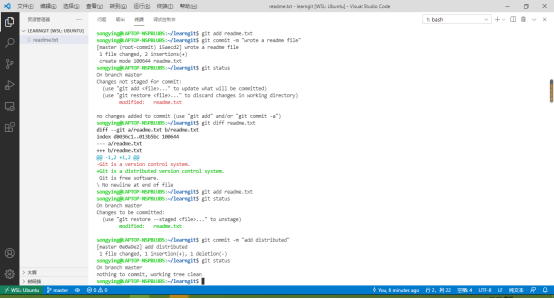 文件(F) 编辑(E) 选择(S) 查看(V) 转到(G) 运行(R) 终端(T) 帮助(H)
readme.txt - learngit [WSL: Ubuntu] - Visual Studio Code
资源管理器
LEARNGIT [WSL: UBUNTU]
readme.txt
问题 输出 终端 调试控制台
bash
songying@LAPTOP-N5PBLUB5:~/learngit$ git add readme.txt
songying@LAPTOP-N5PBLUB5:~/learngit$ git commit -m "wrote a readme file"
[master (root-commit) i5aecd2] wrote a readme file
1 file changed, 2 insertions(+)
create mode 100644 readme.txt
songying@LAPTOP-N5PBLUB5:~/learngit$ git status
On branch master
Changes not staged for commit:
(use "git add <file>..." to update what will be committed)
(use "git restore <file>..." to discard changes in working directory)
modified: readme.txt
no changes added to commit (use "git add" and/or "git commit -a")
songying@LAPTOP-N5PBLUB5:~/learngit$ git diff readme.txt
diff --git a/readme.txt b/readme.txt
index d8036c1..013b5bc 100644
--- a/readme.txt
+++ b/readme.txt
@@ -1,2 +1,2 @@
-Git is a version control system.
+Git is a distributed version control system.
Git is free software.
\ No newline at end of file
songying@LAPTOP-N5PBLUB5:~/learngit$ git add readme.txt
songying@LAPTOP-N5PBLUB5:~/learngit$ git status
On branch master
Changes to be committed:
(use "git restore --staged <file>..." to unstage)
modified: readme.txt
songying@LAPTOP-N5PBLUB5:~/learngit$ git commit -m "add distributed"
[master 0a0a0e2] add distributed
1 file changed, 1 insertion(+), 1 deletion(-)
songying@LAPTOP-N5PBLUB5:~/learngit$ git status
On branch master
nothing to commit, working tree clean
songying@LAPTOP-N5PBLUB5:~/learngit$
大纲
时间线
WSL: Ubuntu master 0 0
You, 8 minutes ago 行 2, 列 22 空格: 4 UTF-8 LF 纯文本